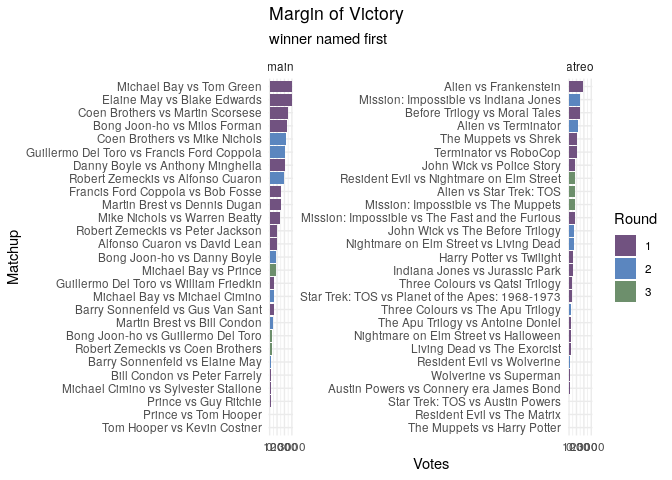 Margin of Victory
winner named first
main
Michael Bay vs Tom Green
Elaine May vs Blake Edwards
Coen Brothers vs Martin Scorsese
Bong Joon-ho vs Milos Forman
Coen Brothers vs Mike Nichols
Guillermo Del Toro vs Francis Ford Coppola
Danny Boyle vs Anthony Minghella
Robert Zemeckis vs Alfonso Cuaron
Francis Ford Coppola vs Bob Fosse
Martin Brest vs Dennis Dugan
Mike Nichols vs Warren Beatty
Robert Zemeckis vs Peter Jackson
Alfonso Cuaron vs David Lean
Bong Joon-ho vs Danny Boyle
Michael Bay vs Prince
Guillermo Del Toro vs William Friedkin
Michael Bay vs Michael Cimino
Barry Sonnenfeld vs Gus Van Sant
Martin Brest vs Bill Condon
Bong Joon-ho vs Guillermo Del Toro
Robert Zemeckis vs Coen Brothers
Barry Sonnenfeld vs Elaine May
Bill Condon vs Peter Farrely
Michael Cimino vs Sylvester Stallone
Prince vs Guy Ritchie
Prince vs Tom Hooper
Tom Hooper vs Kevin Costner
atreo
Alien vs Frankenstein
Mission: Impossible vs Indiana Jones
Before Trilogy vs Moral Tales
Alien vs Terminator
The Muppets vs Shrek
Terminator vs RoboCop
John Wick vs Police Story
Resident Evil vs Nightmare on Elm Street
Alien vs Star Trek: TOS
Mission: Impossible vs The Muppets
Mission: Impossible vs The Fast and the Furious
John Wick vs The Before Trilogy
Nightmare on Elm Street vs Living Dead
Harry Potter vs Twilight
Indiana Jones vs Jurassic Park
Three Colours vs Qatsi Trilogy
Star Trek: TOS vs Planet of the Apes: 1968-1973
Three Colours vs The Apu Trilogy
The Apu Trilogy vs Antoine Doniel
Nightmare on Elm Street vs Halloween
Living Dead vs The Exorcist
Resident Evil vs Wolverine
Wolverine vs Superman
Austin Powers vs Connery era James Bond
Star Trek: TOS vs Austin Powers
Resident Evil vs The Matrix
The Muppets vs Harry Potter
Matchup
Votes
Round
1
2
3